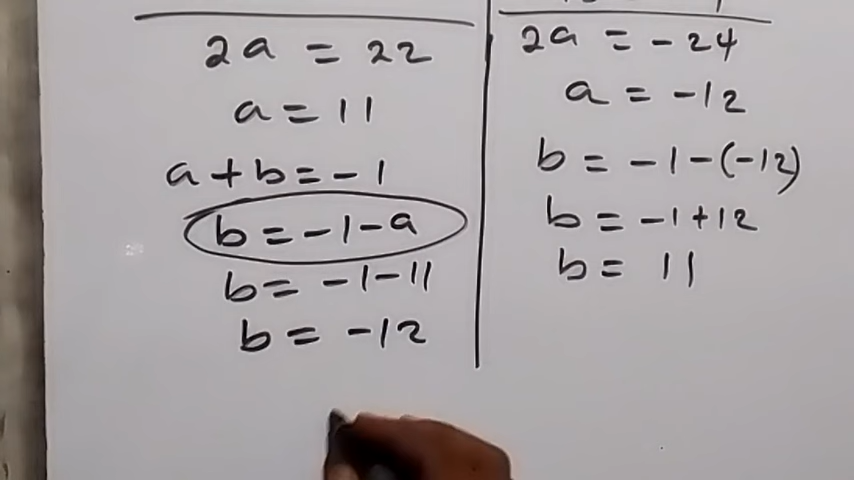 2a = 22
a = 11
a + b = -1
b = -1 - a
b = -1 - 11
b = -12
2a = -24
a = -12
b = -1 - (-12)
b = -1 + 12
b = 11